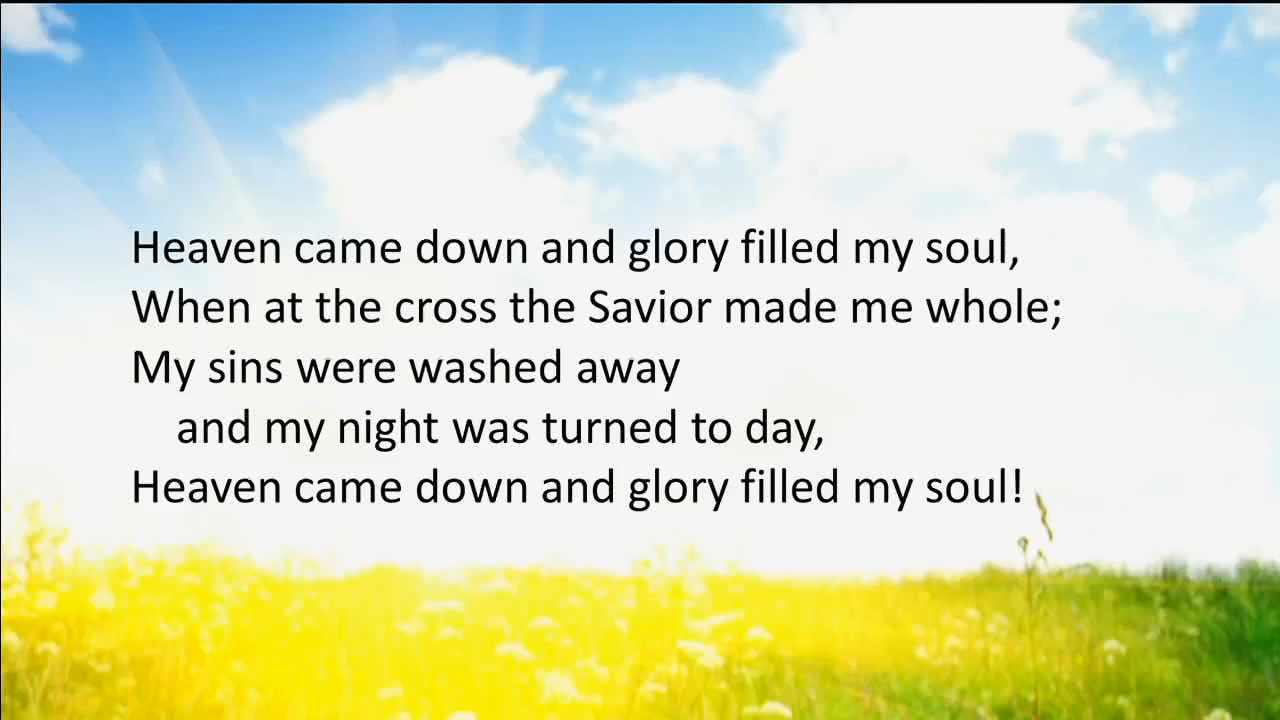 Heaven came down and glory filled my soul,
When at the cross the Savior made me whole;
My sins were washed away
and my night was turned to day,
Heaven came down and glory filled my soul!